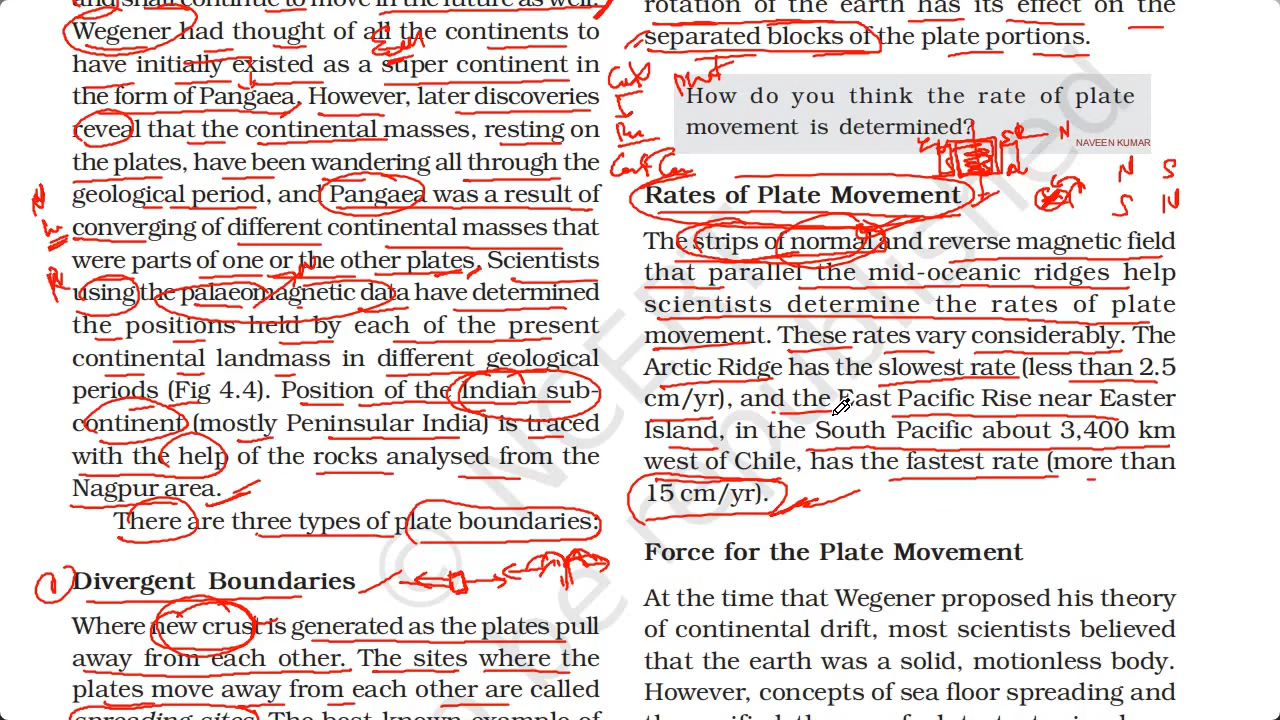 and shall continue to move in the future as well.
Wegener had thought of all the continents to
have initially existed as a super continent in
the form of Pangaea. However, later discoveries
reveal that the continental masses, resting on
the plates, have been wandering all through the
geological period, and Pangaea was a result of
converging of different continental masses that
were parts of one or the other plates. Scientists
using the palaeomagnetic data have determined
the positions held by each of the present
continental landmass in different geological
periods (Fig 4.4). Position of the Indian sub-
continent (mostly Peninsular India) is traced
with the help of the rocks analysed from the
Nagpur area.
There are three types of plate boundaries:
1
Divergent Boundaries
Where new crust is generated as the plates pull
away from each other. The sites where the
plates move away from each other are called
spreading sites. The best known example of
rotation of the earth has its effect on the
separated blocks of the plate portions.
How do you think the rate of plate
movement is determined?
NAVEEN KUMAR
N S
S N
Rates of Plate Movement
The strips of normal and reverse magnetic field
that parallel the mid-oceanic ridges help
scientists determine the rates of plate
movement. These rates vary considerably. The
Arctic Ridge has the slowest rate (less than 2.5
cm/yr), and the East Pacific Rise near Easter
Island, in the South Pacific about 3,400 km
west of Chile, has the fastest rate (more than
15 cm/yr).
Force for the Plate Movement
At the time that Wegener proposed his theory
of continental drift, most scientists believed
that the earth was a solid, motionless body.
However, concepts of sea floor spreading and
© NCERT
be republished